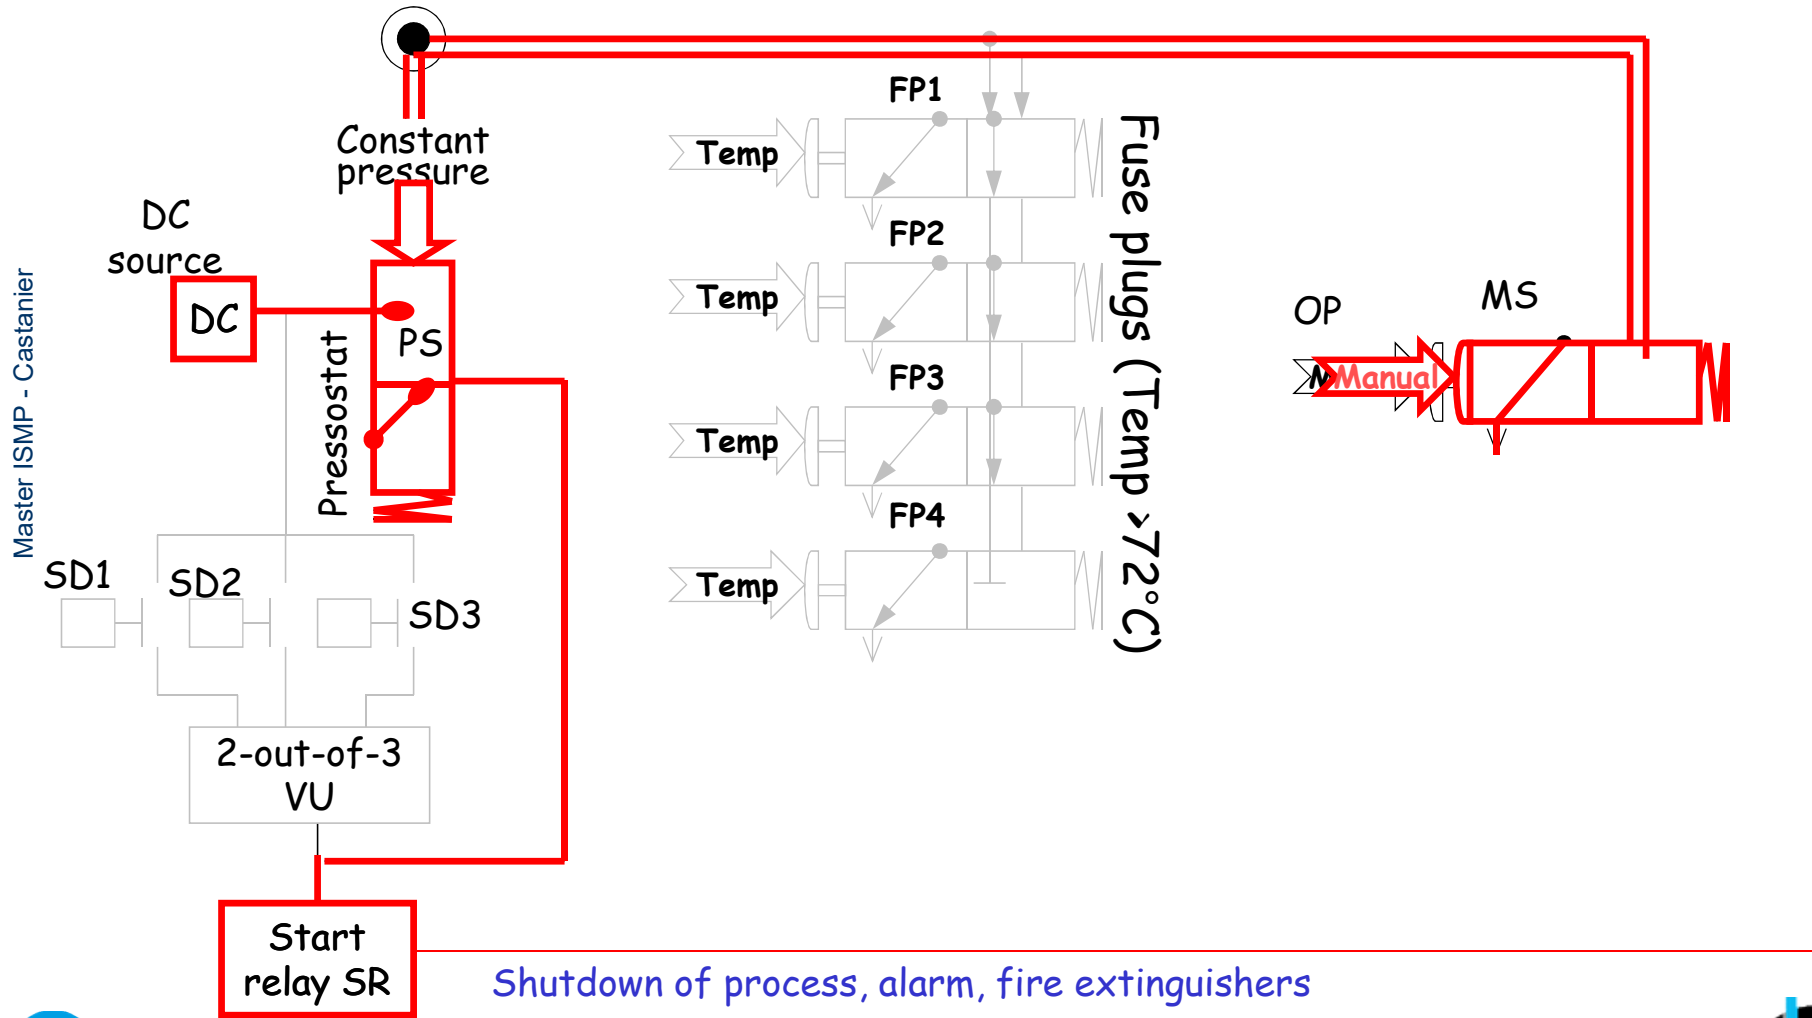 FP1
Constant
pressure
Temp
DC
source
FP2
DC
PS
Temp
OP
MS
Pressostat
FP3
Manual
Temp
Fuse plugs (Temp >72°C)
Master ISMP - Castanier
FP4
SD1
SD2
SD3
Temp
2-out-of-3
VU
Start
relay SR
Shutdown of process, alarm, fire extinguishers